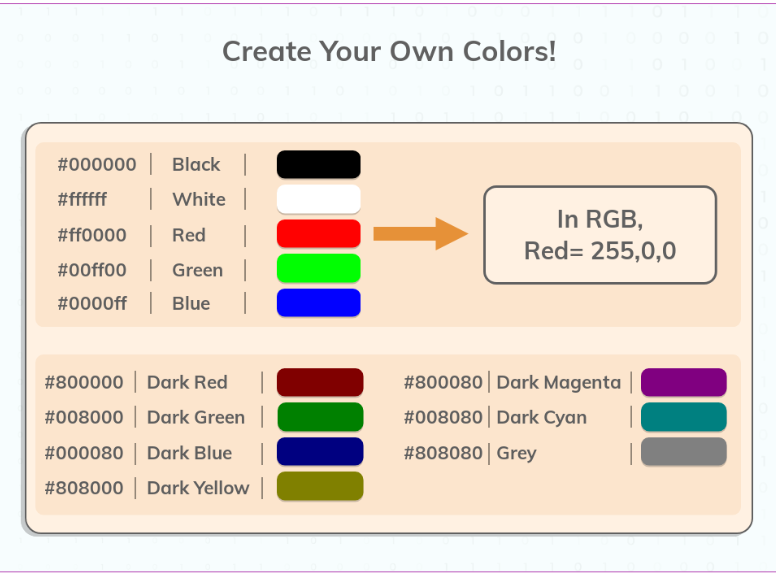 Create Your Own Colors!
#000000 | Black |
#ffffff | White |
#ff0000 | Red |
#00ff00 | Green |
#0000ff | Blue |
In RGB,
Red= 255,0,0
#800000 | Dark Red |
#008000 | Dark Green |
#000080 | Dark Blue |
#808000 | Dark Yellow |
#800080 | Dark Magenta |
#008080 | Dark Cyan |
#808080 | Grey |